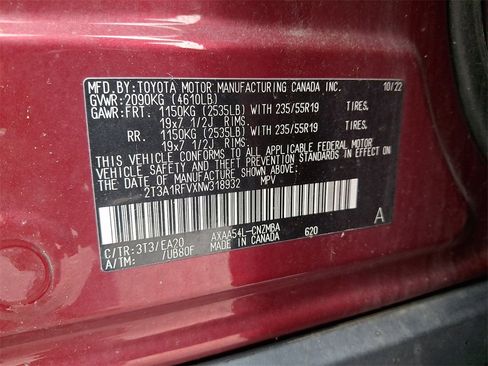 MFD.BY: TOYOTA MOTOR MANUFACTURING CANADA INC. 10/22
GVWR: 2090KG (4610LB)
GAWR: FRT. 1150KG (2535LB) WITH 235/55R19 TIRES.
19x7 1/2J RIMS.
RR. 1150KG (2535LB) WITH 235/55R19 TIRES.
19x7 1/2J RIMS.
THIS VEHICLE CONFORMS TO ALL APPLICABLE FEDERAL MOTOR
VEHICLE SAFETY AND THEFT PREVENTION STANDARDS IN EFFECT ON
THE DATE OF MANUFACTURE SHOWN ABOVE.
2T3A1RFVXNW318932 MPV
A
C/TR: 3T3/EA20 AXAA54L-CNZMBA 620
A/TM: /UB80F MADE IN CANADA